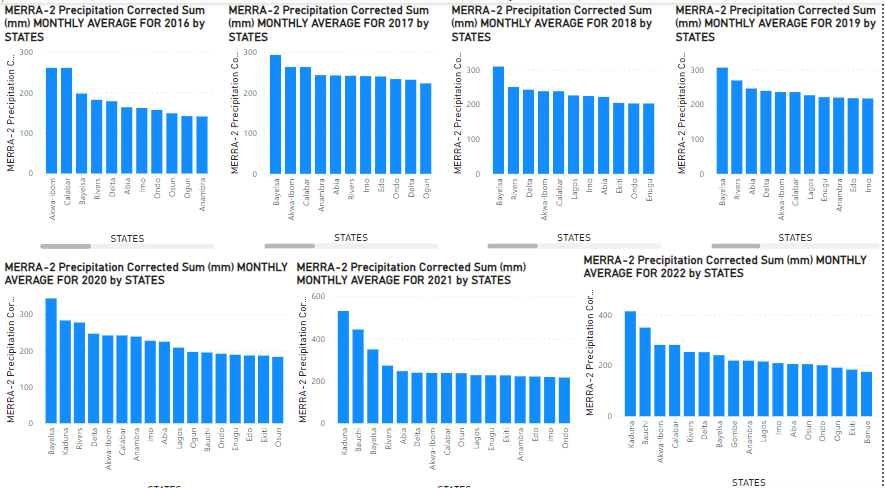 MERRA-2 Precipitation Corrected Sum
(mm) MONTHLY AVERAGE FOR 2016 by
STATES
MERRA-2 Precipitation C...
300
200
100
0
Akwa-Ibom
Calabar
Bayelsa
Rivers
Delta
Abia
Imo
Ondo
Osun
Ogun
Anambra
STATES
MERRA-2 Precipitation Corrected Sum
(mm) MONTHLY AVERAGE FOR 2017 by
STATES
MERRA-2 Precipitation Co...
300
200
100
0
Bayelsa
Akwa-Ibom
Calabar
Anambra
Abia
Rivers
Imo
Edo
Ondo
Delta
Ogun
STATES
MERRA-2 Precipitation Corrected Sum
(mm) MONTHLY AVERAGE FOR 2018 by
STATES
MERRA-2 Precipitation Co...
300
200
100
0
Bayelsa
Rivers
Delta
Akwa-Ibom
Calabar
Lagos
Imo
Abia
Ekiti
Ondo
Enugu
STATES
MERRA-2 Precipitation Corrected Sum
(mm) MONTHLY AVERAGE FOR 2019 by
STATES
MERRA-2 Precipitation Co...
300
200
100
0
Bayelsa
Rivers
Abia
Delta
Akwa-Ibom
Calabar
Lagos
Enugu
Anambra
Edo
Imo
STATES
MERRA-2 Precipitation Corrected Sum (mm) MONTHLY
AVERAGE FOR 2020 by STATES
MERRA-2 Precipitation Cor...
300
200
100
0
Bayelsa
Kaduna
Rivers
Delta
Akwa-Ibom
Calabar
Anambra
Imo
Abia
Lagos
Ogun
Bauchi
Ondo
Enugu
Edo
Ekiti
Osun
STATES
MERRA-2 Precipitation Corrected Sum (mm)
MONTHLY AVERAGE FOR 2021 by STATES
MERRA-2 Precipitation Cor...
600
400
200
0
Kaduna
Bauchi
Bayelsa
Rivers
Abia
Delta
Akwa-Ibom
Calabar
Osun
Lagos
Enugu
Ekiti
Anambra
Edo
Imo
Ondo
STATES
MERRA-2 Precipitation Corrected Sum (mm) MONTHLY
AVERAGE FOR 2022 by STATES
MERRA-2 Precipitation Cor...
400
200
0
Kaduna
Bauchi
Akwa-Ibom
Calabar
Rivers
Delta
Bayelsa
Gombe
Anambra
Lagos
Imo
Abia
Osun
Ondo
Ogun
Ekiti
Benue
STATES